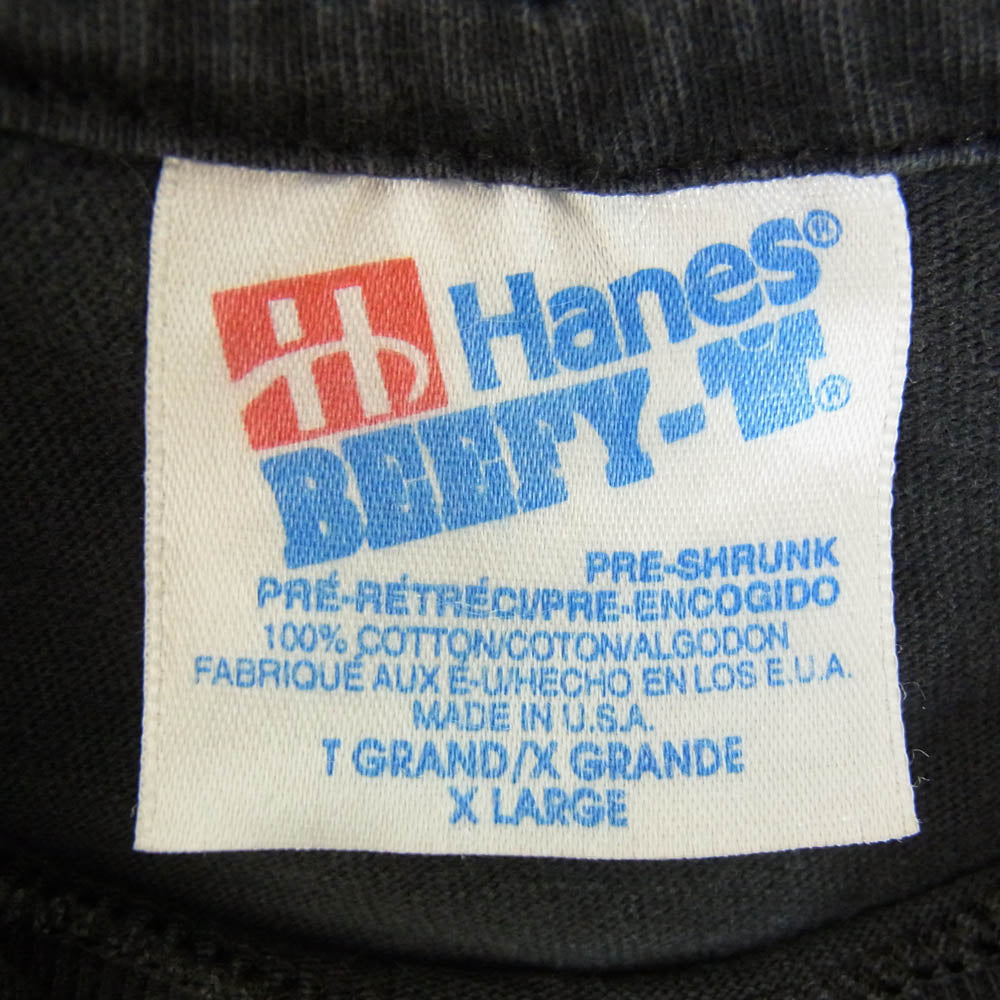 Hanes®
BEEFY-T.®
PRE-SHRUNK
PRÉ-RÉTRÉCI/PRE-ENCOGIDO
100% COTTON/COTON/ALGODON
FABRIQUÉ AUX É-U/HECHO EN LOS E.U.A.
MADE IN U.S.A.
T GRAND/X GRANDE
X LARGE